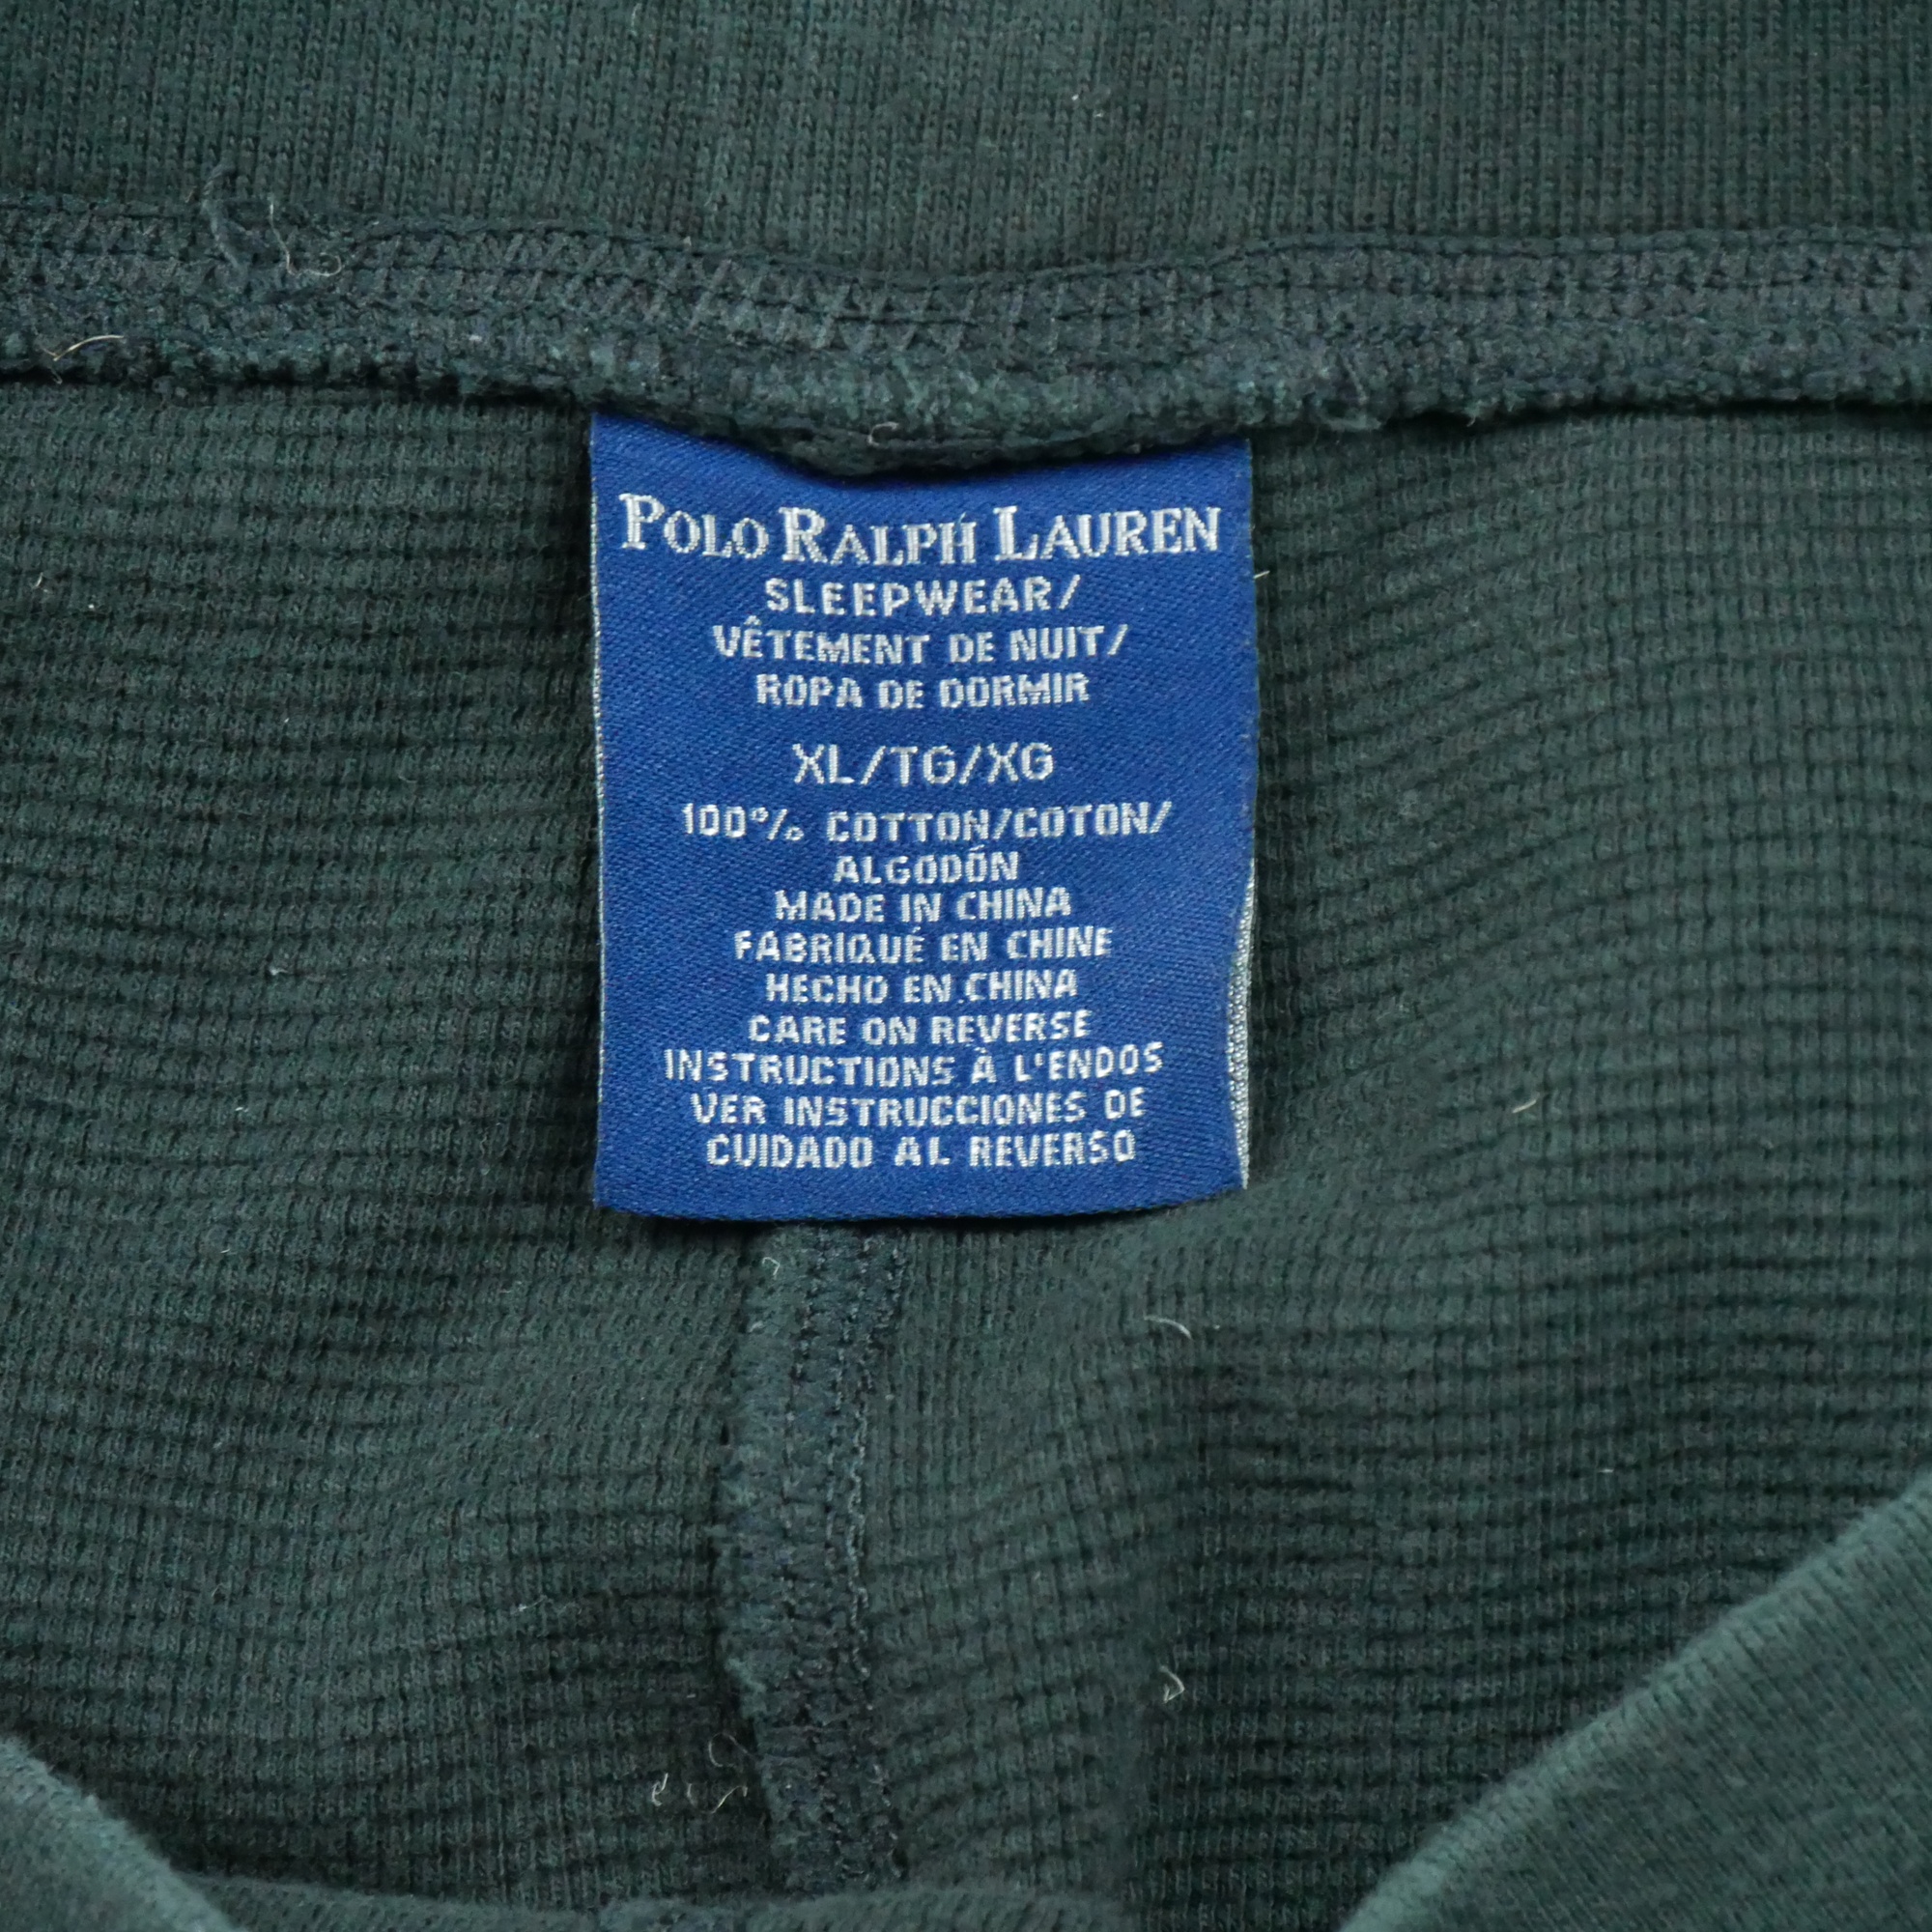 POLO RALPH LAUREN
SLEEPWEAR/
VÊTEMENT DE NUIT/
ROPA DE DORMIR
XL/TG/XG
100% COTTON/COTON/
ALGODÓN
MADE IN CHINA
FABRIQUÉ EN CHINE
HECHO EN CHINA
CARE ON REVERSE
INSTRUCTIONS À L'ENDOS
VER INSTRUCCIONES DE
CUIDADO AL REVERSO